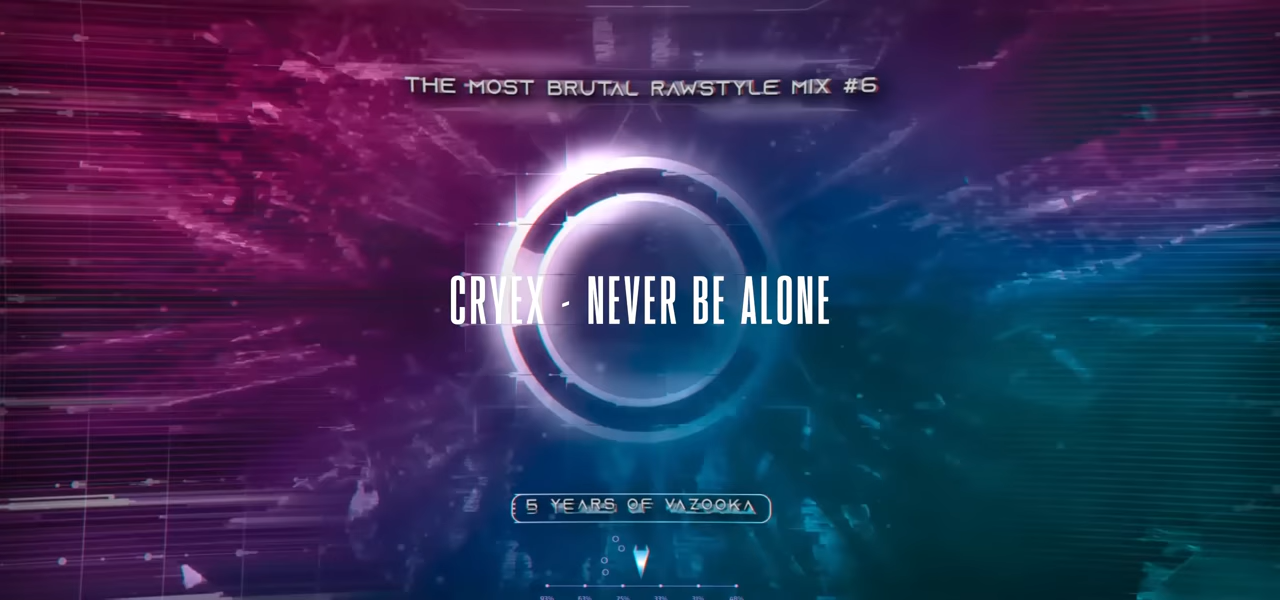 THE MOST BRUTAL RAWSTYLE MIX #6
CRYEX - NEVER BE ALONE
5 YEARS OF VAZOOKA